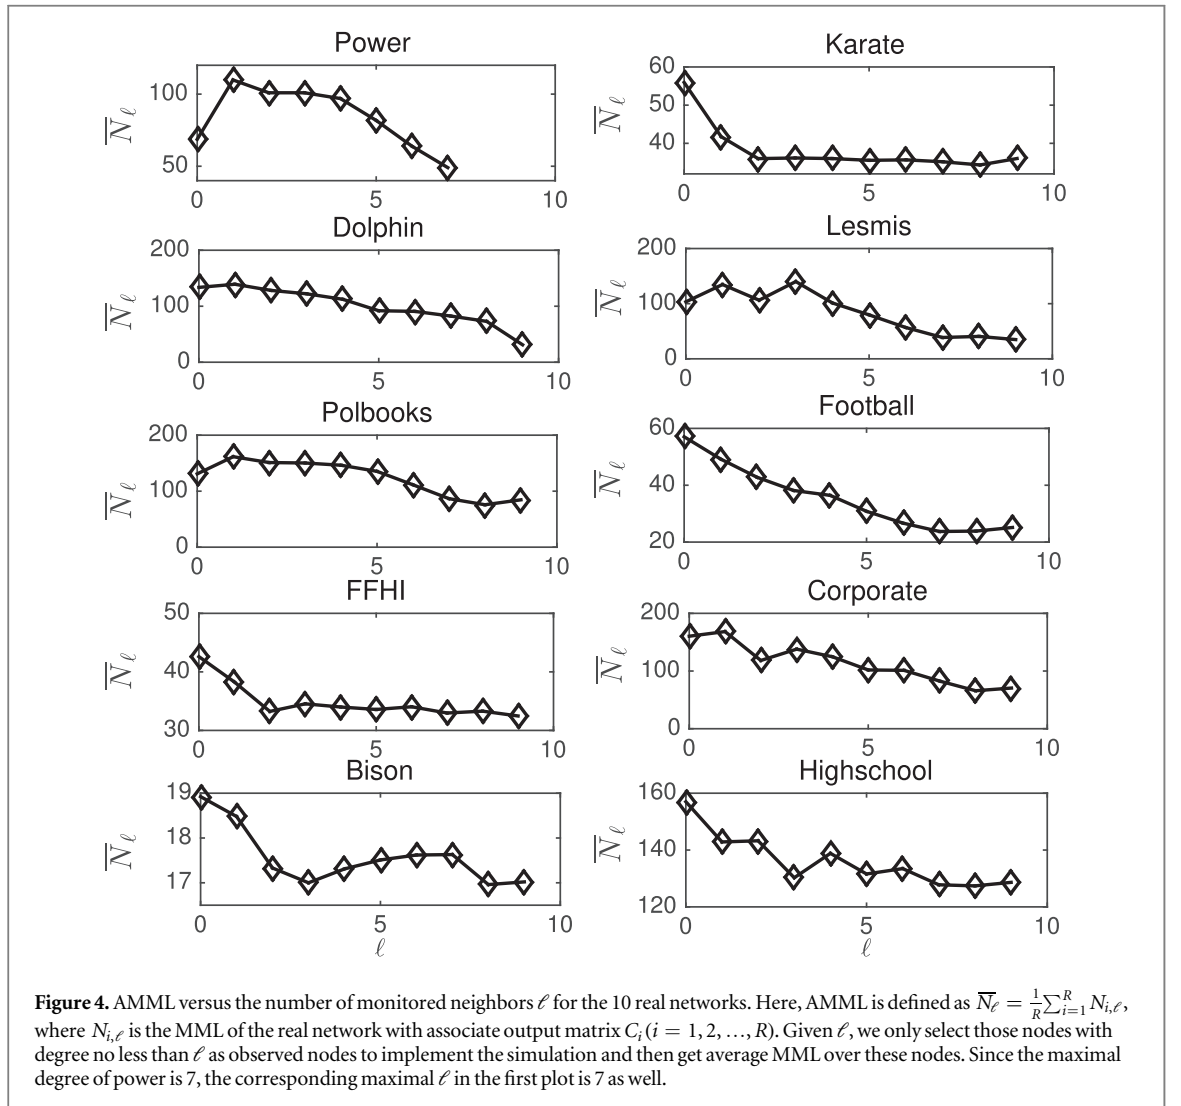 Power
Karate
N̅ℓ
100
50
0
5
10
N̅ℓ
60
50
40
0
5
10
Dolphin
Lesmis
N̅ℓ
200
100
0
0
5
10
N̅ℓ
200
100
0
0
5
10
Polbooks
Football
N̅ℓ
200
100
0
0
5
10
N̅ℓ
60
40
20
0
5
10
FFHI
Corporate
N̅ℓ
50
40
30
0
5
10
N̅ℓ
200
100
0
0
5
10
Bison
Highschool
N̅ℓ
19
18
17
0
5
10
ℓ
N̅ℓ
160
140
120
0
5
10
ℓ
Figure 4. AMML versus the number of monitored neighbors ℓ for the 10 real networks. Here, AMML is defined as N̅ℓ = 1/R ∑ᵢ₌₁ᴿ Nᵢ,ℓ,
where Nᵢ,ℓ is the MML of the real network with associate output matrix Cᵢ(i = 1, 2, …, R). Given ℓ, we only select those nodes with
degree no less than ℓ as observed nodes to implement the simulation and then get average MML over these nodes. Since the maximal
degree of power is 7, the corresponding maximal ℓ in the first plot is 7 as well.